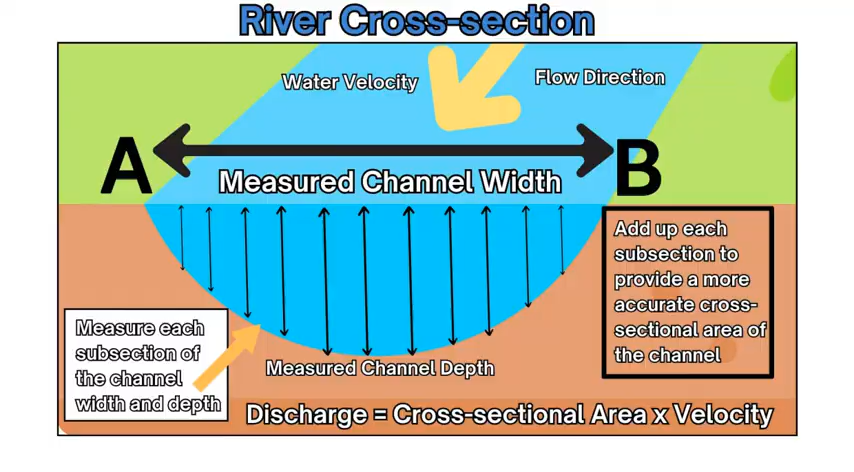 River Cross-section
Water Velocity
Flow Direction
A
B
Measured Channel Width
Add up each
subsection to
provide a more
accurate cross-
sectional area of
the channel
Measure each
subsection of
the channel
width and depth
Measured Channel Depth
Discharge = Cross-sectional Area x Velocity